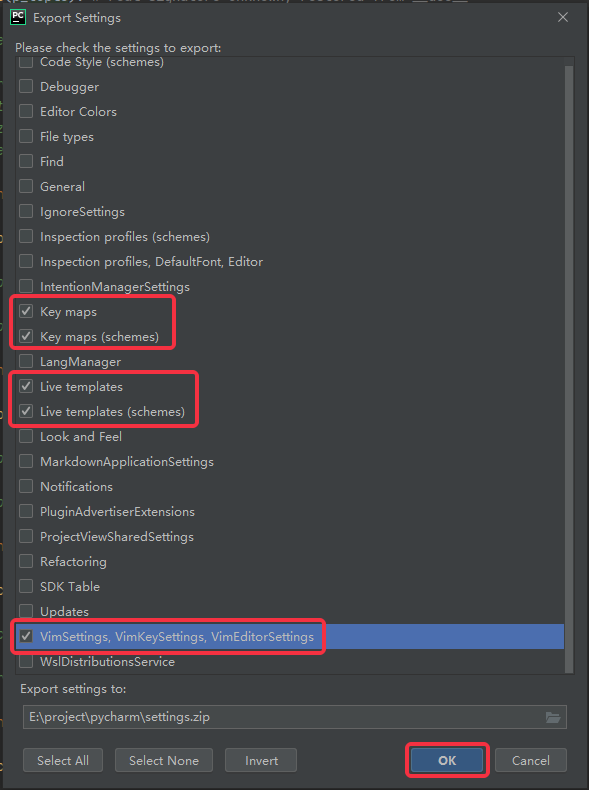 PC
Export Settings
Please check the settings to export:
Code Style (schemes)
Debugger
Editor Colors
File types
Find
General
IgnoreSettings
Inspection profiles (schemes)
Inspection profiles, DefaultFont, Editor
IntentionManagerSettings
Key maps
Key maps (schemes)
LangManager
Live templates
Live templates (schemes)
Look and Feel
MarkdownApplicationSettings
Notifications
PluginAdvertiserExtensions
ProjectViewSharedSettings
Refactoring
SDK Table
Updates
VimSettings, VimKeySettings, VimEditorSettings
WslDistributionsService
Export settings to:
E:\project\pycharm\settings.zip
Select All Select None Invert OK Cancel